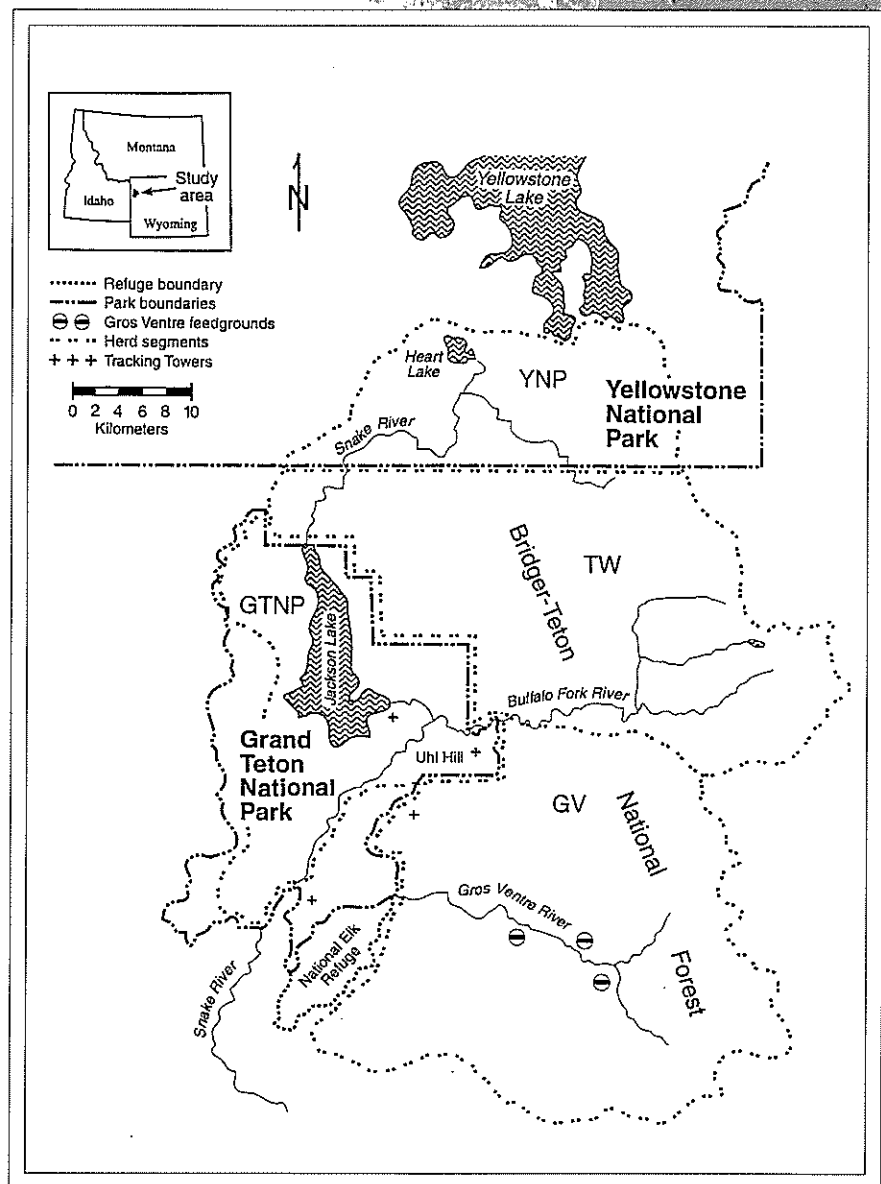 Montana
Study
area
Idaho
Wyoming
N
Yellowstone
Lake
Refuge boundary
Park boundaries
Gros Ventre feedgrounds
Herd segments
+ + + Tracking Towers
0 2 4 6 8 10
Kilometers
Heart
Lake
YNP
Yellowstone
National
Park
Snake River
TW
Bridger-Teton
GTNP
Jackson Lake
Buffalo Fork River
Uhl Hill
Grand
Teton
National
Park
GV
National
Gros Ventre River
National Elk
Refuge
Forest
Snake River